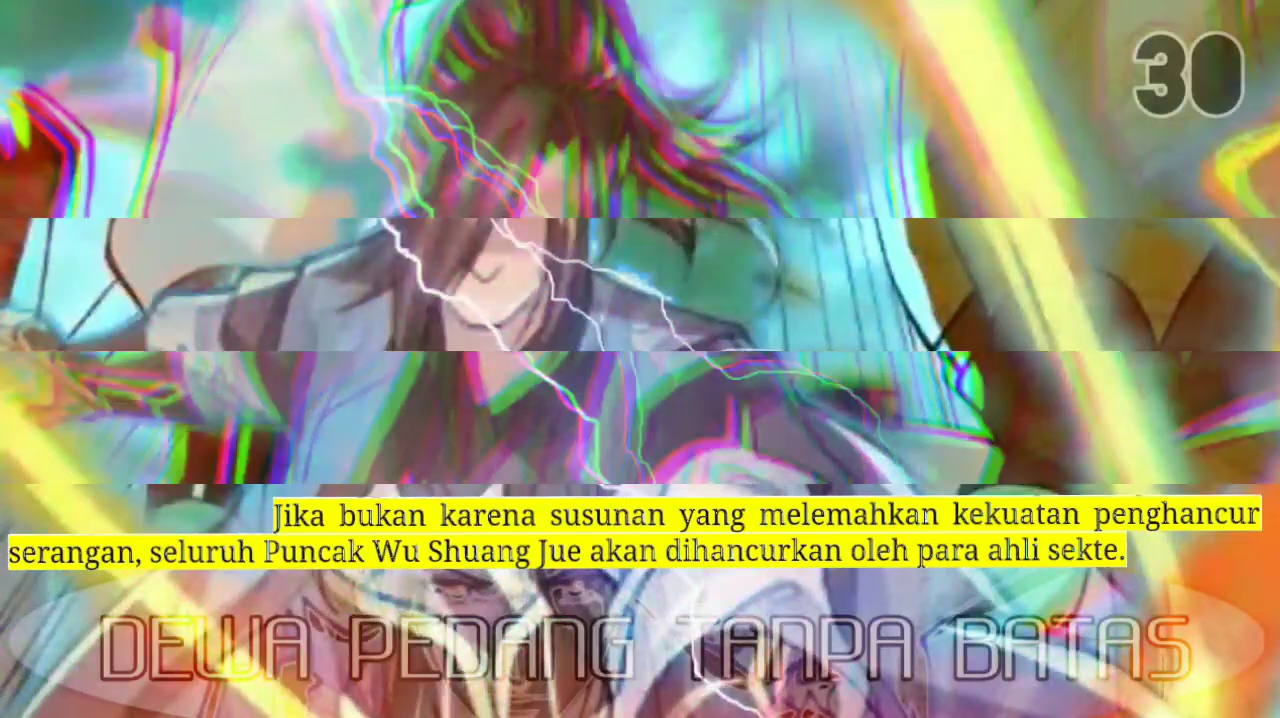 30
Jika bukan karena susunan yang melemahkan kekuatan penghancur
serangan, seluruh Puncak Wu Shuang Jue akan dihancurkan oleh para ahli sekte.
DEWA PEDANG TANPA BATAS